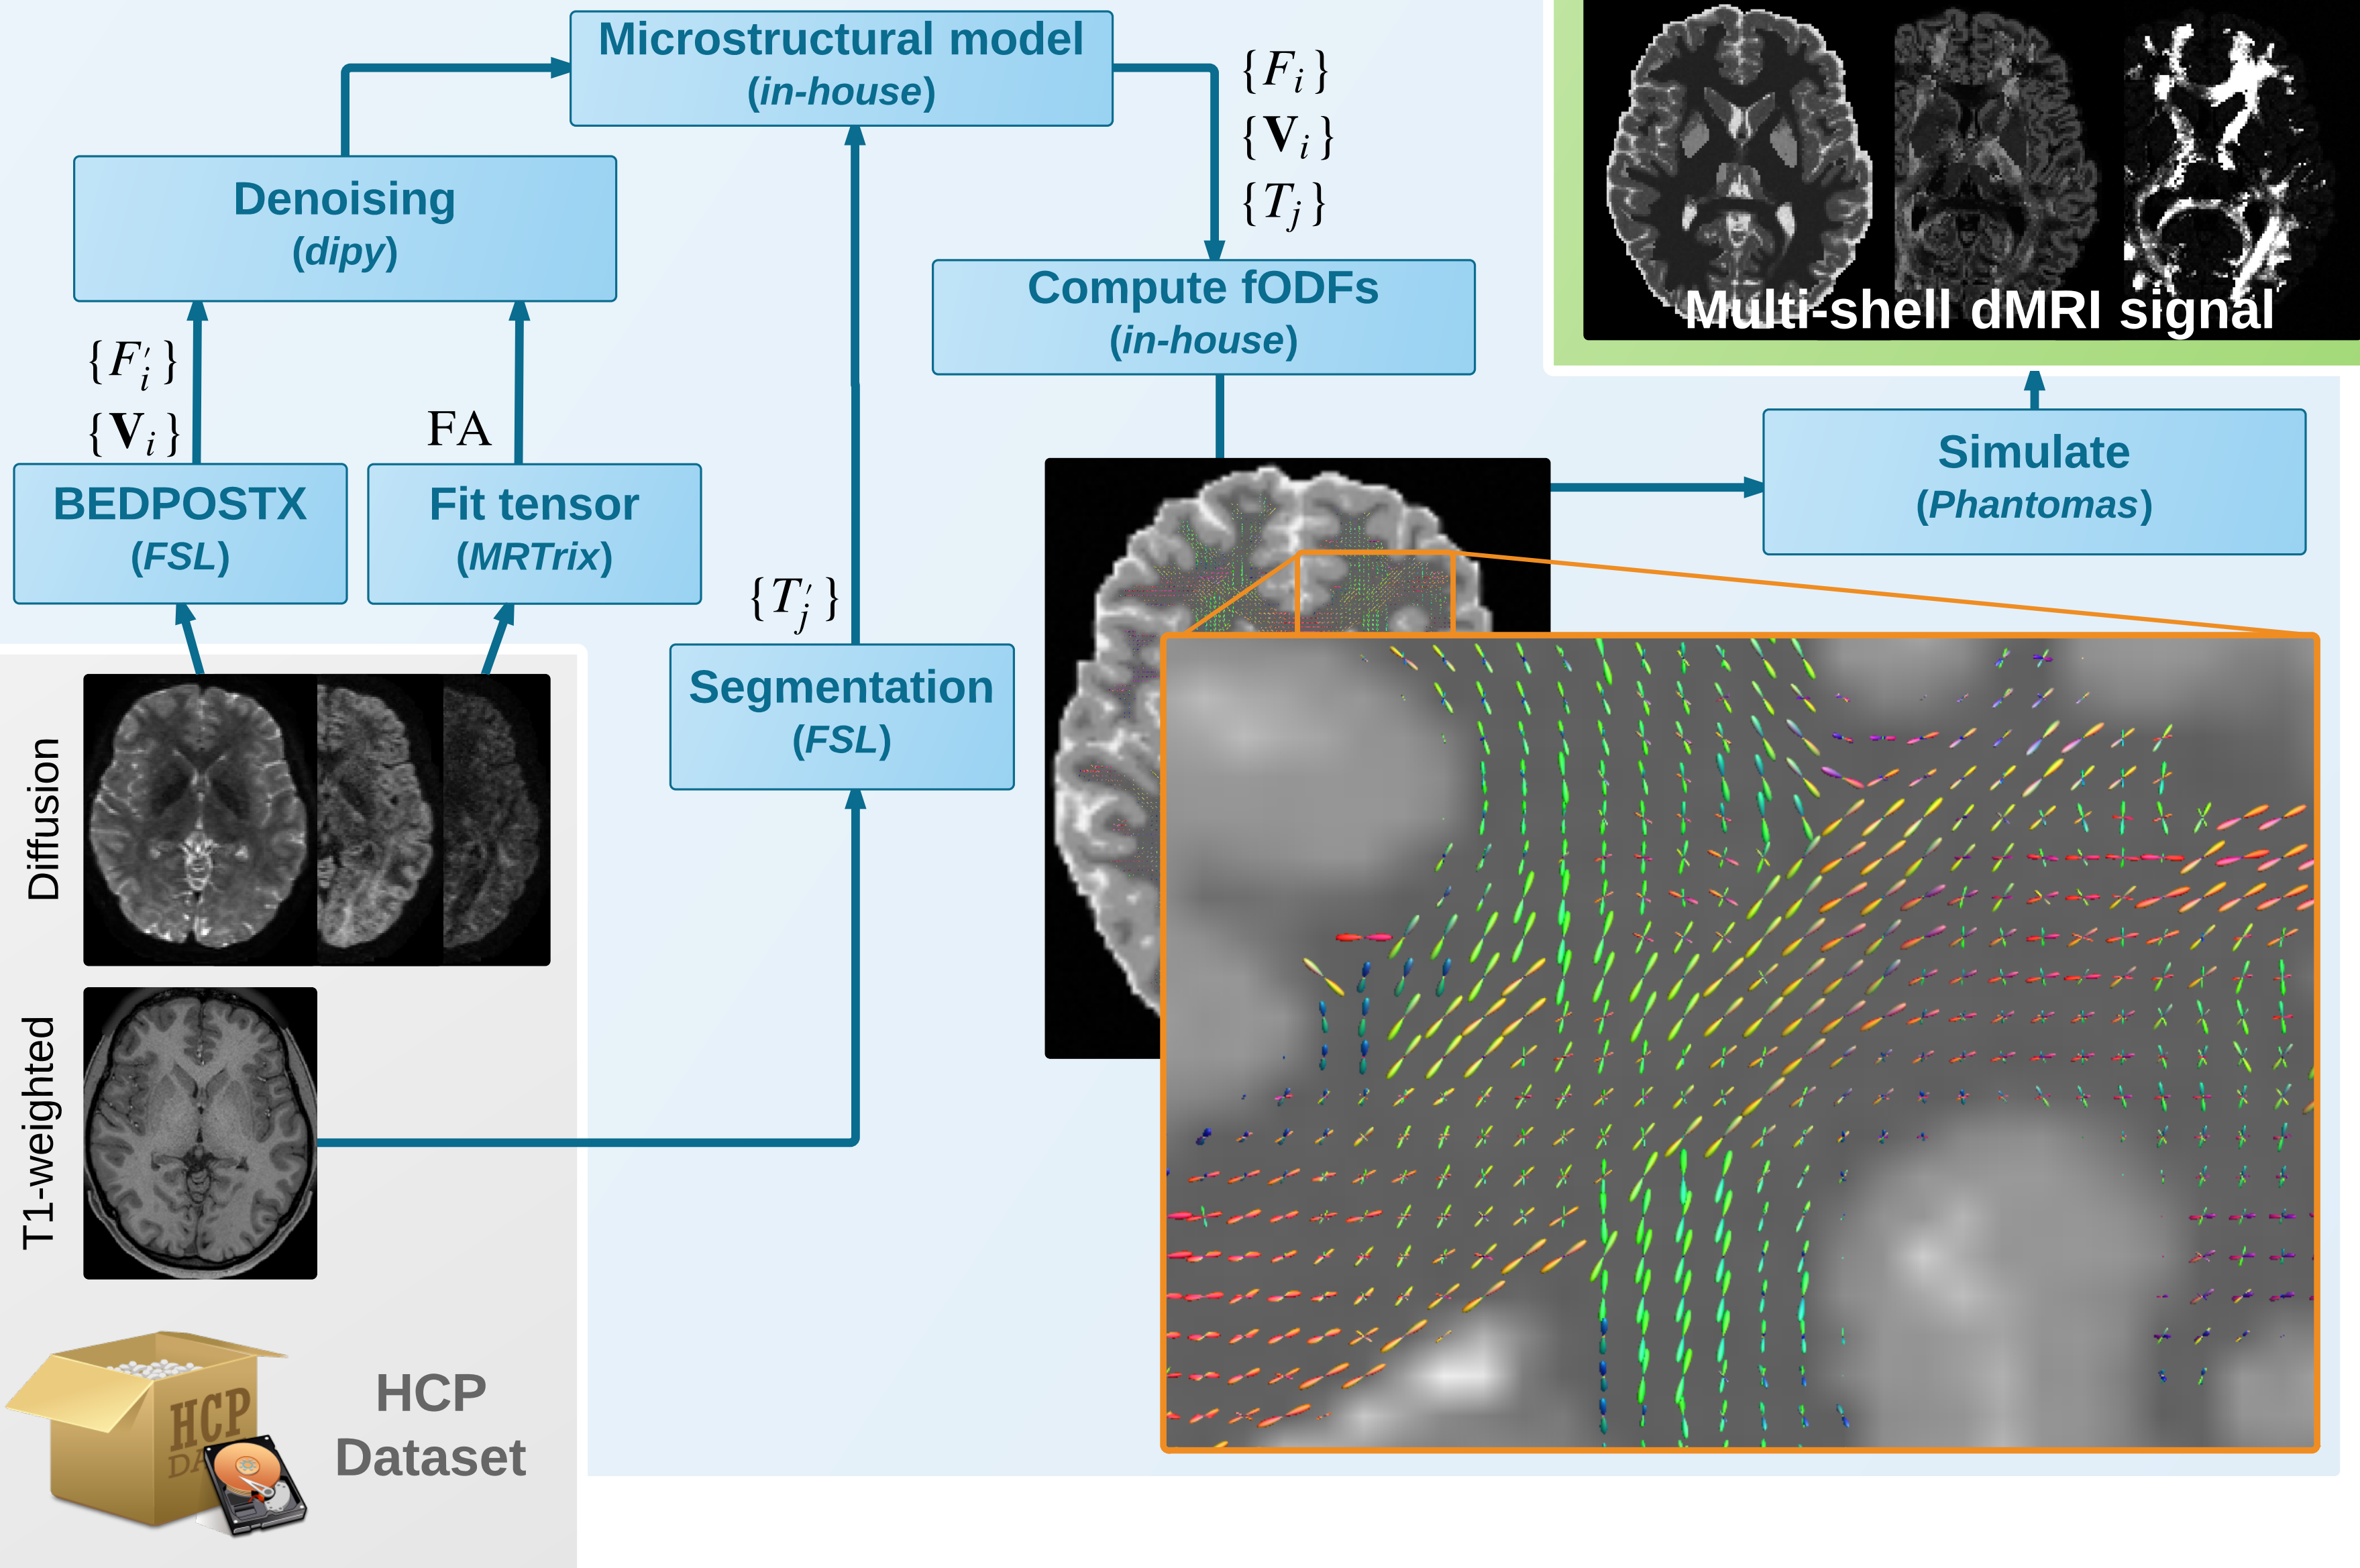 Microstructural model
(in-house)
{F_i}
{V_i}
{T_j}
Denoising
(dipy)
Compute fODFs
(in-house)
Multi-shell dMRI signal
{F'_i}
{V_i}
FA
BEDPOSTX
(FSL)
Fit tensor
(MRTrix)
Simulate
(Phantomas)
{T'_j}
Segmentation
(FSL)
Diffusion
T1-weighted
HCP
DA
HCP
Dataset